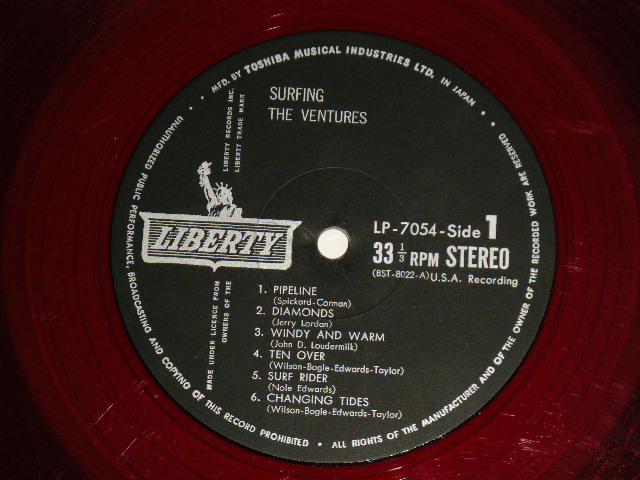 SURFING
THE VENTURES
LIBERTY RECORDS INC.
LIBERTY TRADE MARK
LIBERTY
MADE UNDER LICENCE FROM
OWNERS OF THE
LP-7054-Side 1
33 1/3 RPM STEREO
(BST-8022-A) U.S.A. Recording
1. PIPELINE
(Spickard-Corman)
2. DIAMONDS
(Jerry Lordan)
3. WINDY AND WARM
(John D. Loudermilk)
4. TEN OVER
(Wilson-Bogle-Edwards-Taylor)
5. SURF RIDER
(Nole Edwards)
6. CHANGING TIDES
(Wilson-Bogle-Edwards-Taylor)
• MFD. BY TOSHIBA MUSICAL INDUSTRIES LTD. IN JAPAN •
• ALL RIGHTS OF THE MANUFACTURER AND OF THE OWNER OF THE RECORDED WORK ARE RESERVED
• UNAUTHORIZED PUBLIC PERFORMANCE, BROADCASTING AND COPYING OF THIS RECORD PROHIBITED